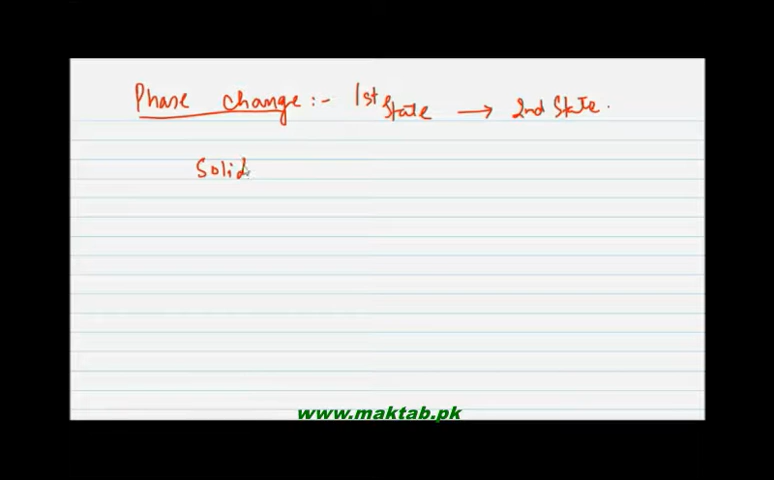 Phase change :- 1st State → 2nd State.
Solid
www.maktab.pk